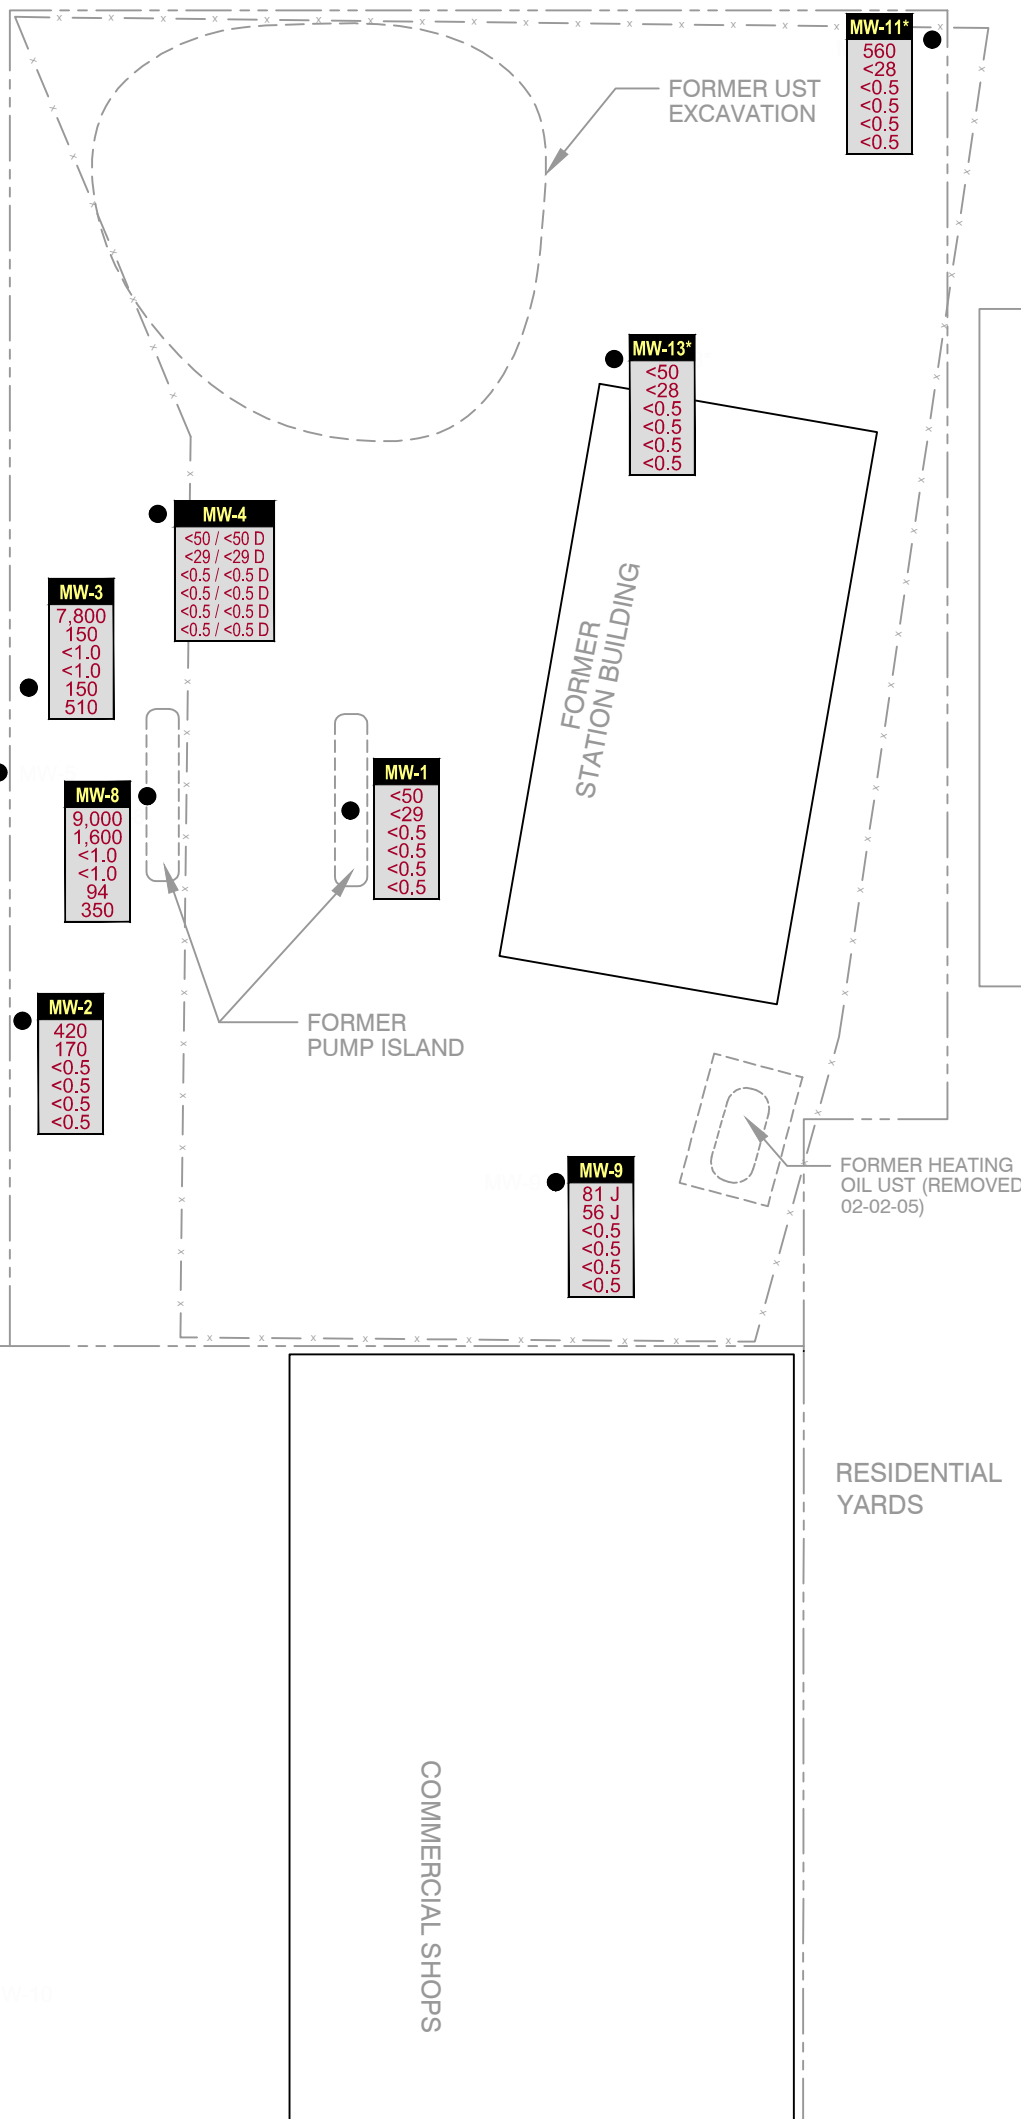 MW-11*
560
<28
<0.5
<0.5
<0.5
<0.5
FORMER UST
EXCAVATION
MW-13*
<50
<28
<0.5
<0.5
<0.5
<0.5
MW-4
<50 / <50 D
<29 / <29 D
<0.5 / <0.5 D
<0.5 / <0.5 D
<0.5 / <0.5 D
<0.5 / <0.5 D
MW-3
7,800
150
<1.0
<1.0
150
510
FORMER
STATION BUILDING
MW-8
9,000
1,600
<1.0
<1.0
94
350
MW-1
<50
<29
<0.5
<0.5
<0.5
<0.5
MW-2
420
170
<0.5
<0.5
<0.5
<0.5
FORMER
PUMP ISLAND
MW-9
81 J
56 J
<0.5
<0.5
<0.5
<0.5
FORMER HEATING
OIL UST (REMOVED
02-02-05)
RESIDENTIAL
YARDS
COMMERCIAL SHOPS